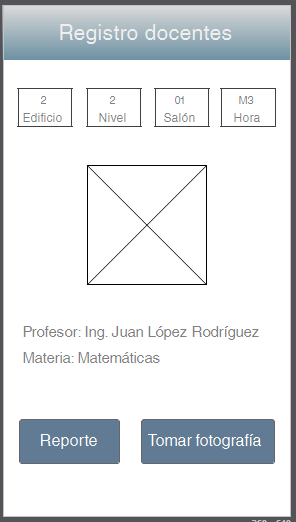 Registro docentes
2 2 01 M3
Edificio Nivel Salón Hora
Profesor: Ing. Juan López Rodríguez
Materia: Matemáticas
Reporte Tomar fotografía